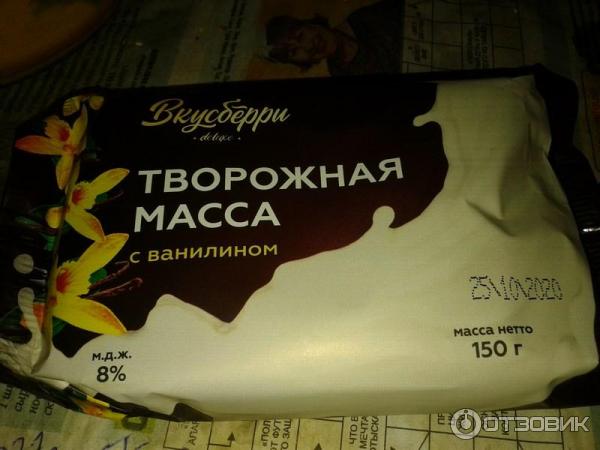 Вкусберри
deluxe
ТВОРОЖНАЯ
МАССА
с ванилином
25\10\2020
масса нетто
150 г
м.д.ж.
8%
ОТЗОВИК